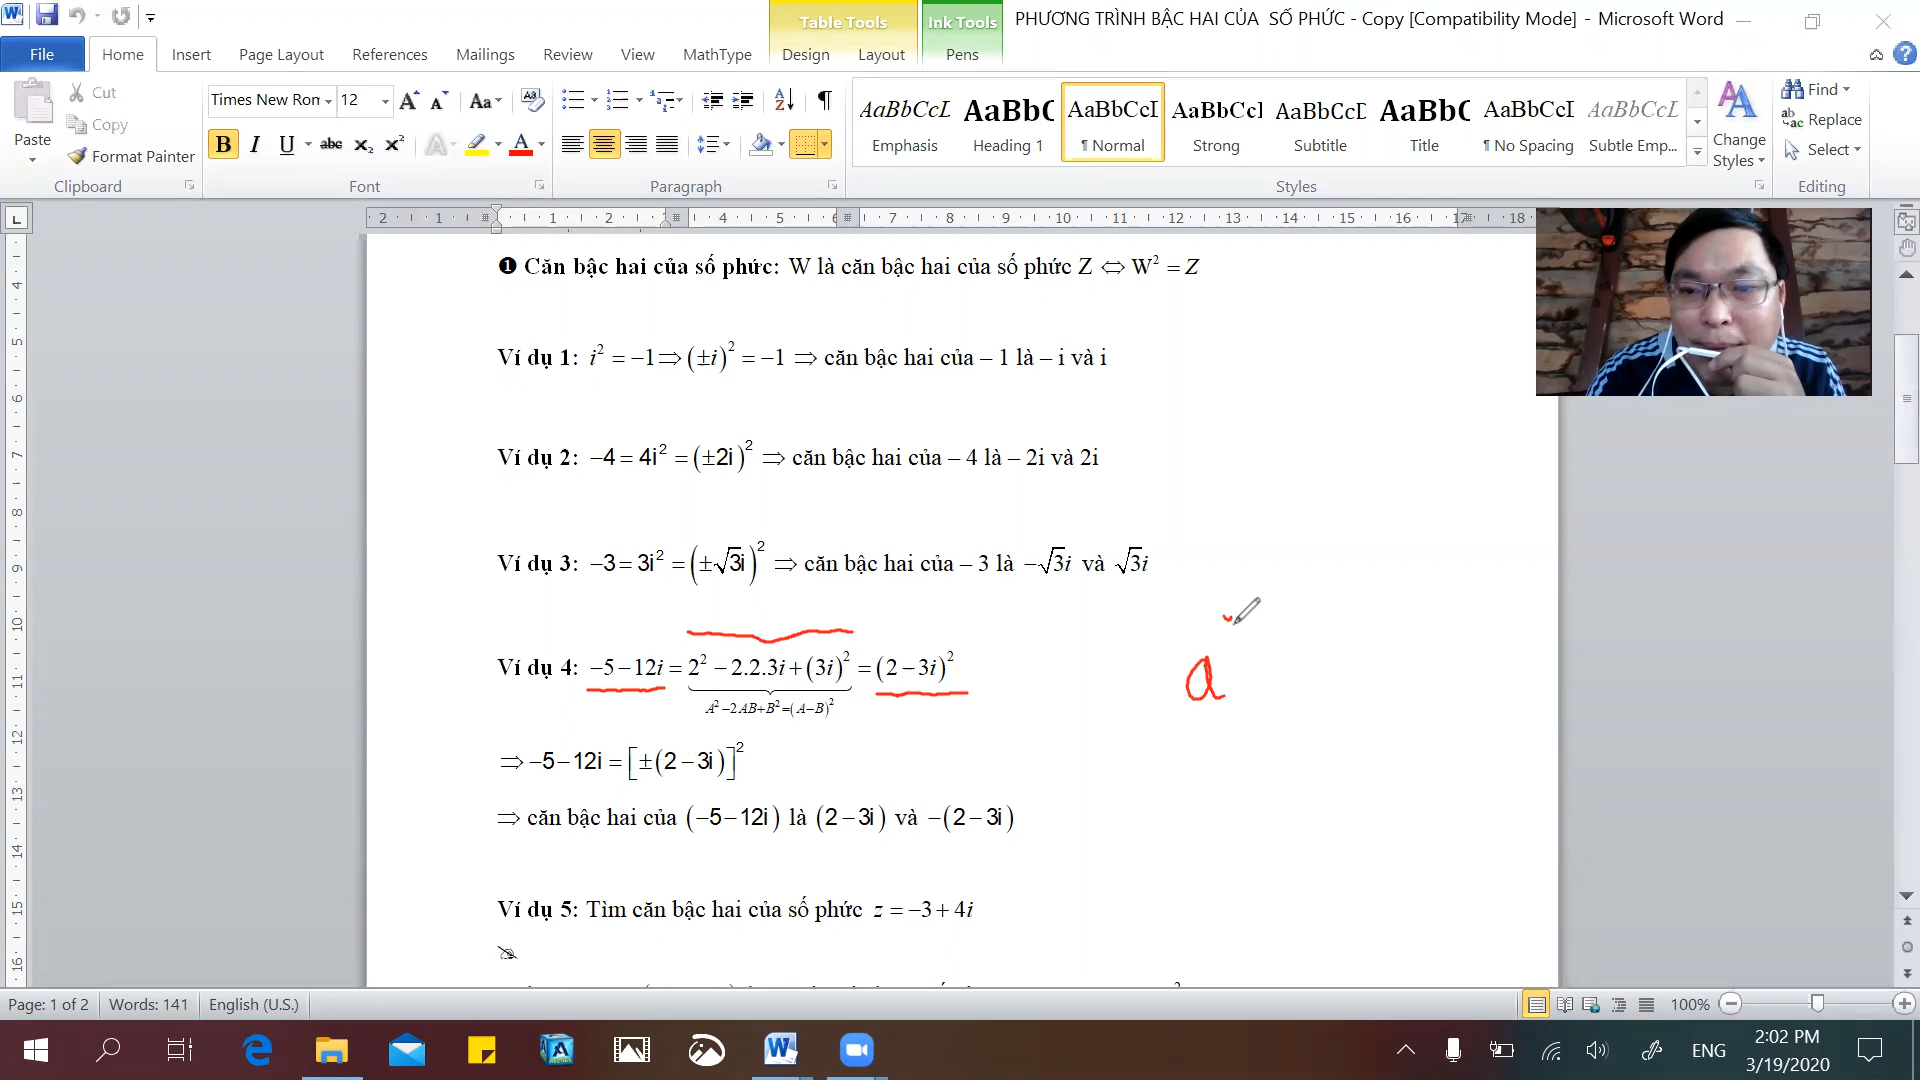 Table Tools
Ink Tools
PHƯƠNG TRÌNH BẬC HAI CỦA SỐ PHỨC - Copy [Compatibility Mode] - Microsoft Word
File
Home
Insert
Page Layout
References
Mailings
Review
View
MathType
Design
Layout
Pens
Paste
Cut
Copy
Format Painter
Clipboard
Times New Rom
12
Font
Paragraph
AaBbCcL Emphasis
AaBbC Heading 1
AaBbCcI ¶ Normal
AaBbCcI Strong
AaBbCcD Subtitle
AaBbC Title
AaBbCcI ¶ No Spacing
AaBbCcL Subtle Emp...
Change Styles
Styles
Find
Replace
Select
Editing
❶ Căn bậc hai của số phức: W là căn bậc hai của số phức Z ⇔ W² = Z
Ví dụ 1: i² = −1 ⇒ (±i)² = −1 ⇒ căn bậc hai của – 1 là – i và i
Ví dụ 2: −4 = 4i² = (±2i)² ⇒ căn bậc hai của – 4 là – 2i và 2i
Ví dụ 3: −3 = 3i² = (±√3i)² ⇒ căn bậc hai của – 3 là −√3i và √3i
Ví dụ 4: −5−12i = 2² − 2.2.3i + (3i)² = (2−3i)²
A²−2AB+B²=(A−B)²
a
⇒ −5−12i = [±(2−3i)]²
⇒ căn bậc hai của (−5−12i) là (2−3i) và −(2−3i)
Ví dụ 5: Tìm căn bậc hai của số phức z = −3 + 4i
Page: 1 of 2
Words: 141
English (U.S.)
100%
ENG
2:02 PM
3/19/2020